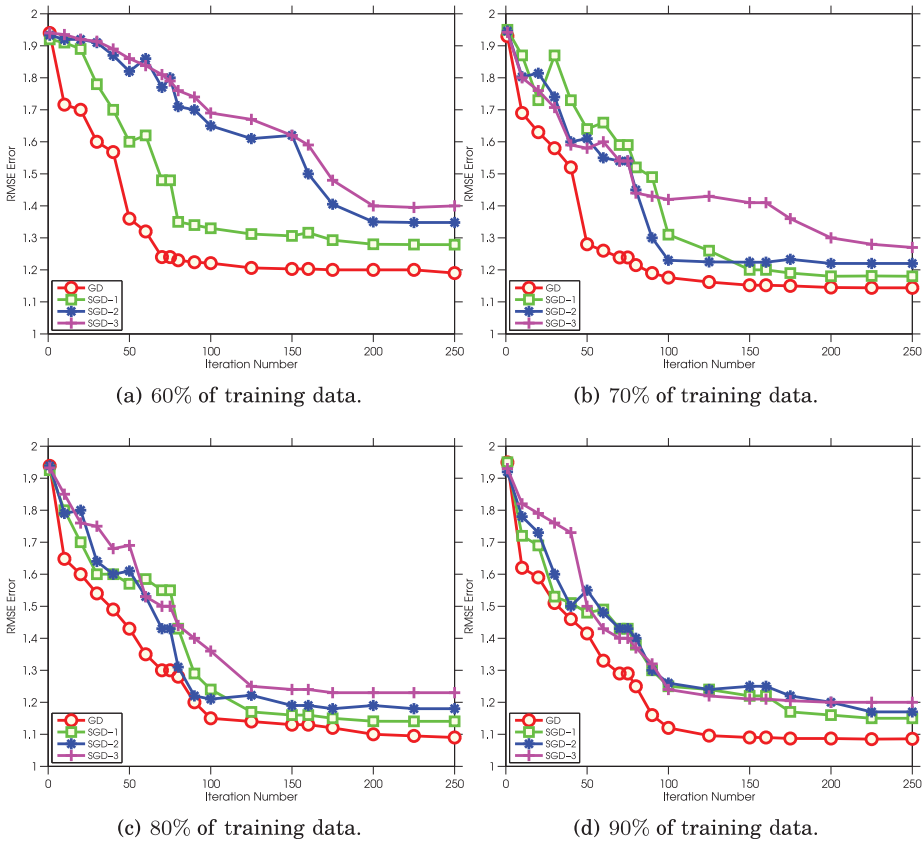 2
1.9
1.8
1.7
1.6
1.5
1.4
1.3
1.2
1.1
1
RMSE Error
GD
SGD-1
SGD-2
SGD-3
0 50 100 150 200 250
Iteration Number
(a) 60% of training data.
2
1.9
1.8
1.7
1.6
1.5
1.4
1.3
1.2
1.1
1
RMSE Error
GD
SGD-1
SGD-2
SGD-3
0 50 100 150 200 250
Iteration Number
(b) 70% of training data.
2
1.9
1.8
1.7
1.6
1.5
1.4
1.3
1.2
1.1
1
RMSE Error
GD
SGD-1
SGD-2
SGD-3
0 50 100 150 200 250
Iteration Number
(c) 80% of training data.
2
1.9
1.8
1.7
1.6
1.5
1.4
1.3
1.2
1.1
1
RMSE Error
GD
SGD-1
SGD-2
SGD-3
0 50 100 150 200 250
Iteration Number
(d) 90% of training data.